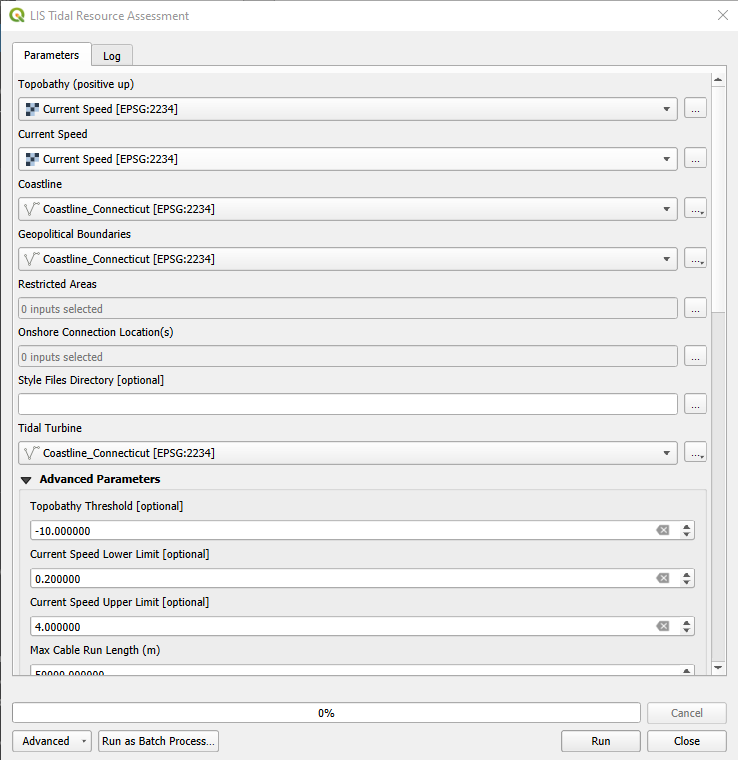 LIS Tidal Resource Assessment
Parameters
Log
Topobathy (positive up)
Current Speed [EPSG:2234]
...
Current Speed
Current Speed [EPSG:2234]
...
Coastline
Coastline_Connecticut [EPSG:2234]
...
Geopolitical Boundaries
Coastline_Connecticut [EPSG:2234]
...
Restricted Areas
0 inputs selected
...
Onshore Connection Location(s)
0 inputs selected
...
Style Files Directory [optional]
...
Tidal Turbine
Coastline_Connecticut [EPSG:2234]
...
Advanced Parameters
Topobathy Threshold [optional]
-10.000000
Current Speed Lower Limit [optional]
0.200000
Current Speed Upper Limit [optional]
4.000000
Max Cable Run Length (m)
50000.000000
0%
Cancel
Advanced
Run as Batch Process...
Run
Close